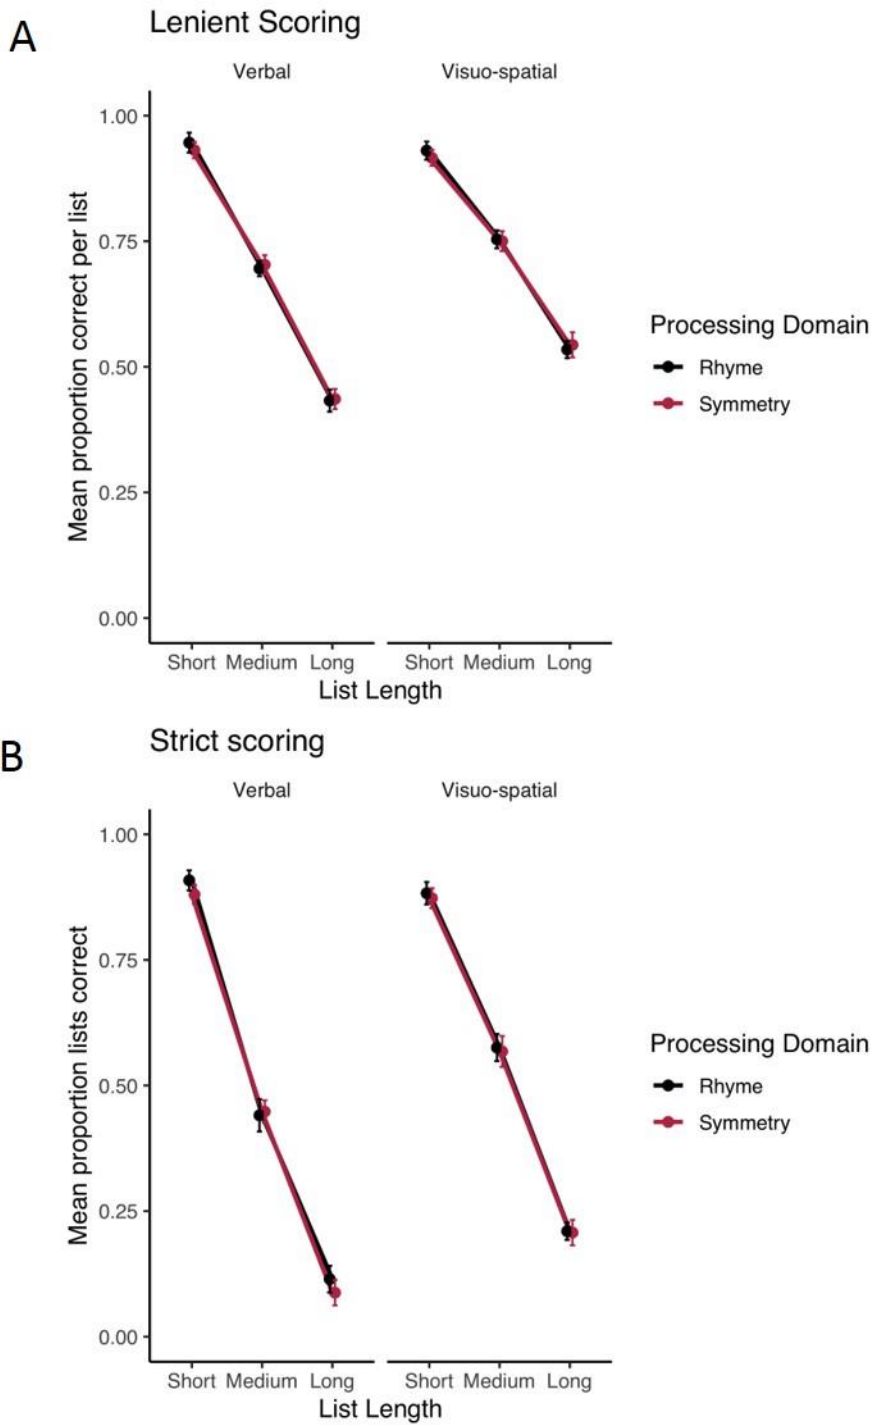 A
Lenient Scoring
Verbal
Visuo-spatial
Mean proportion correct per list
1.00
0.75
0.50
0.25
0.00
Short Medium Long
Short Medium Long
List Length
Processing Domain
Rhyme
Symmetry
B
Strict scoring
Verbal
Visuo-spatial
Mean proportion lists correct
1.00
0.75
0.50
0.25
0.00
Short Medium Long
Short Medium Long
List Length
Processing Domain
Rhyme
Symmetry